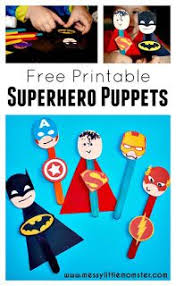 Free Printable
SUPERHERO PUPPETS
www.messylittlemonster.com